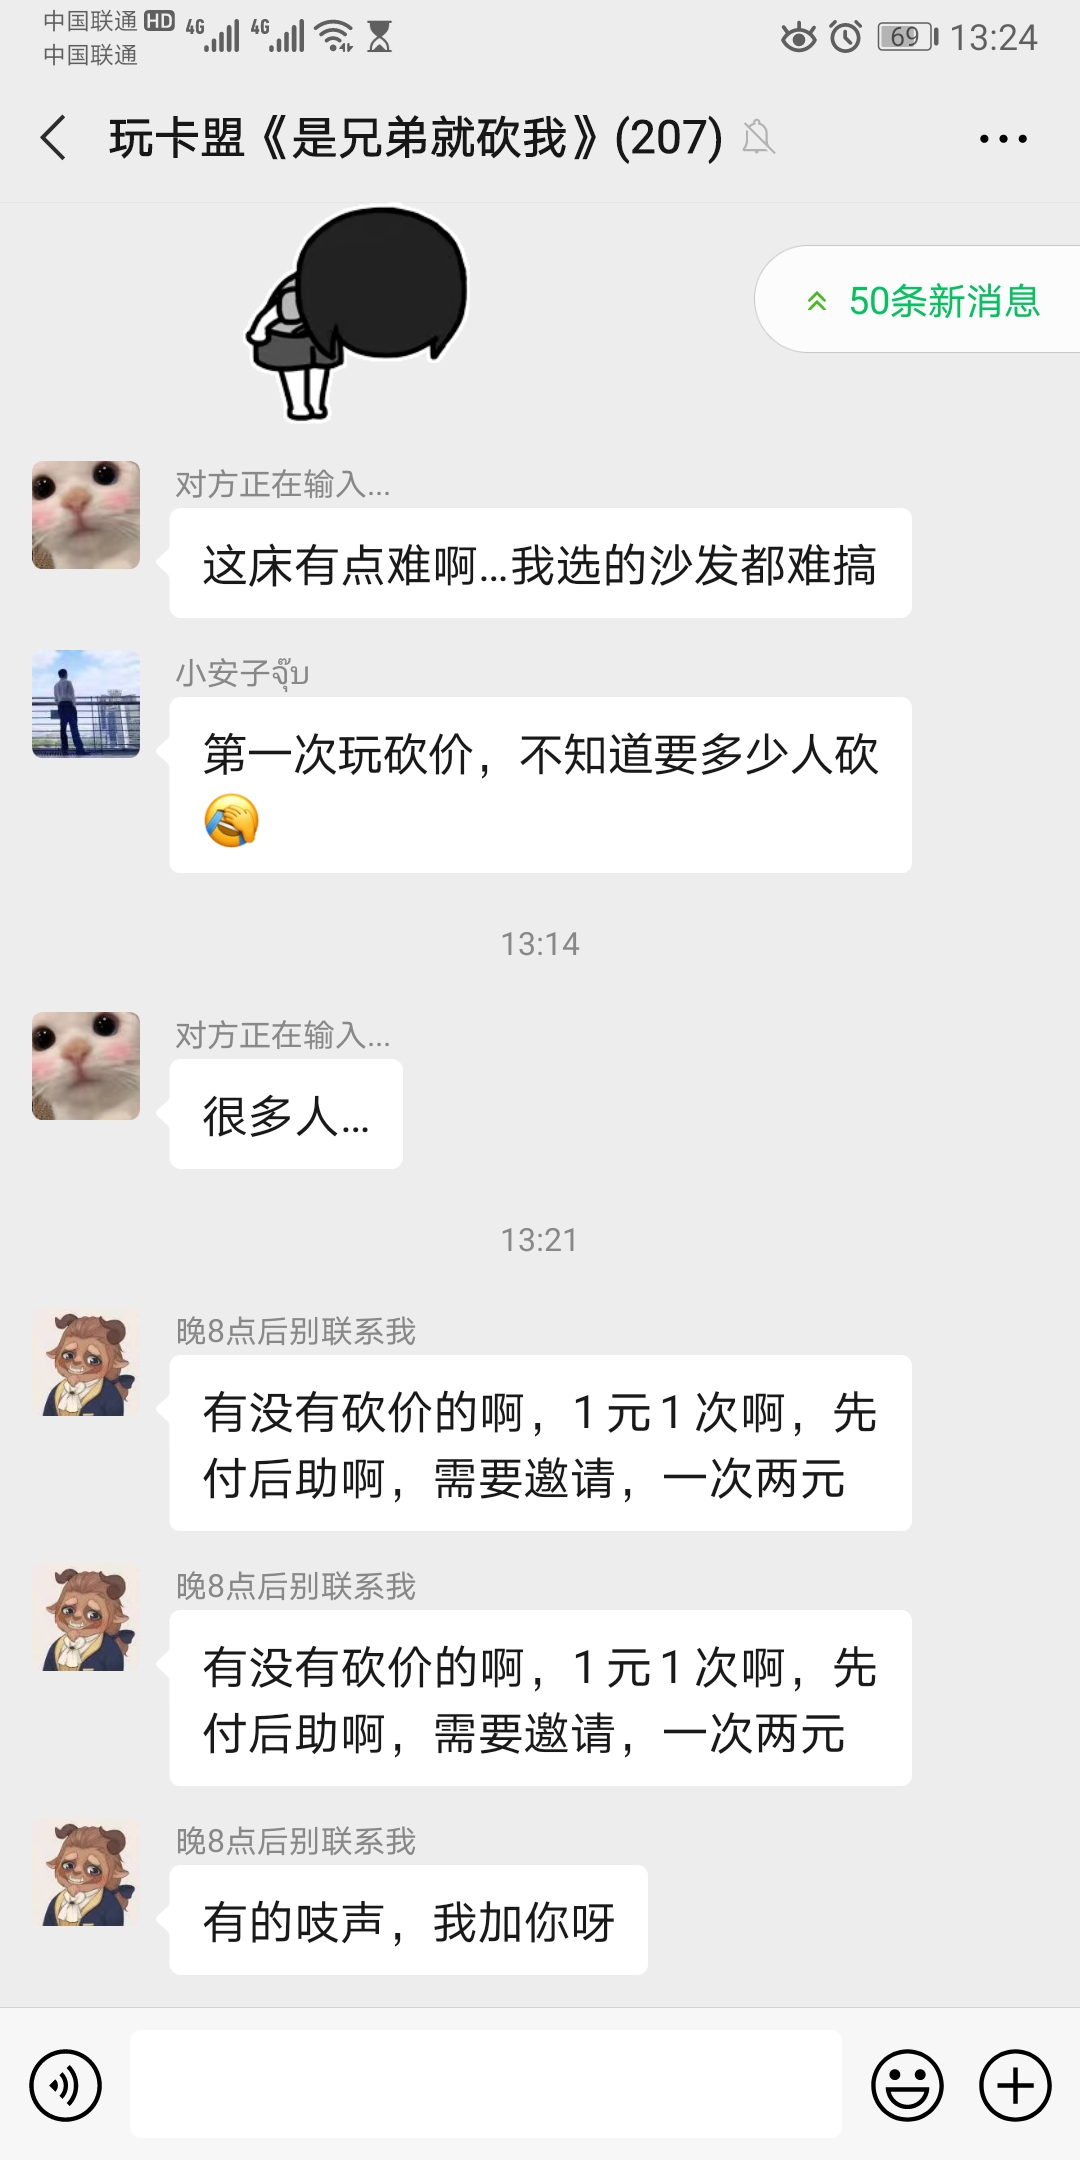 中国联通 HD 4G 4G 69 13:24
中国联通
玩卡盟《是兄弟就砍我》(207)
50条新消息
对方正在输入...
这床有点难啊...我选的沙发都难搞
小安子จุ๊บ
第一次玩砍价，不知道要多少人砍
🤦
13:14
对方正在输入...
很多人...
13:21
晚8点后别联系我
有没有砍价的啊，1元1次啊，先
付后助啊，需要邀请，一次两元
晚8点后别联系我
有没有砍价的啊，1元1次啊，先
付后助啊，需要邀请，一次两元
晚8点后别联系我
有的吱声，我加你呀